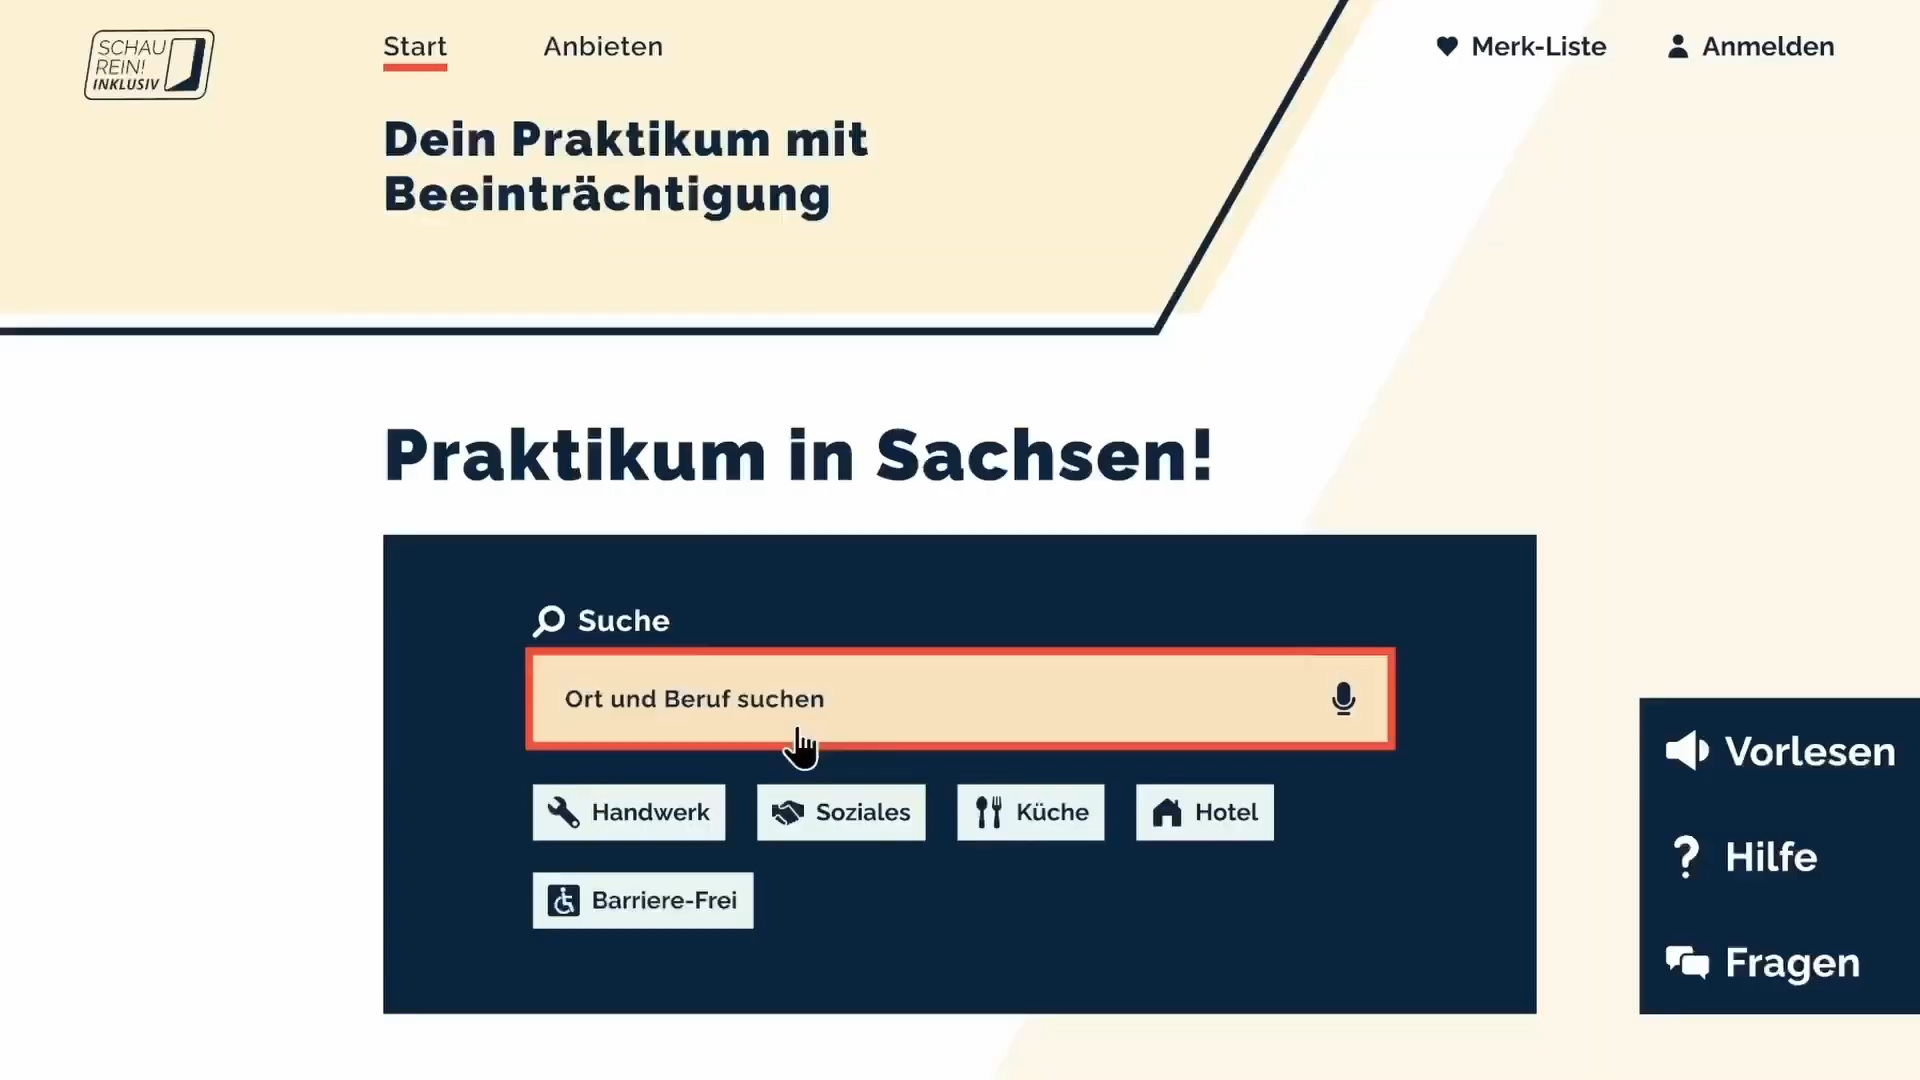 SCHAU
REIN!
INKLUSIV
Start
Anbieten
Merk-Liste
Anmelden
Dein Praktikum mit
Beeinträchtigung
Praktikum in Sachsen!
Suche
Ort und Beruf suchen
Handwerk
Soziales
Küche
Hotel
Barriere-Frei
Vorlesen
Hilfe
Fragen